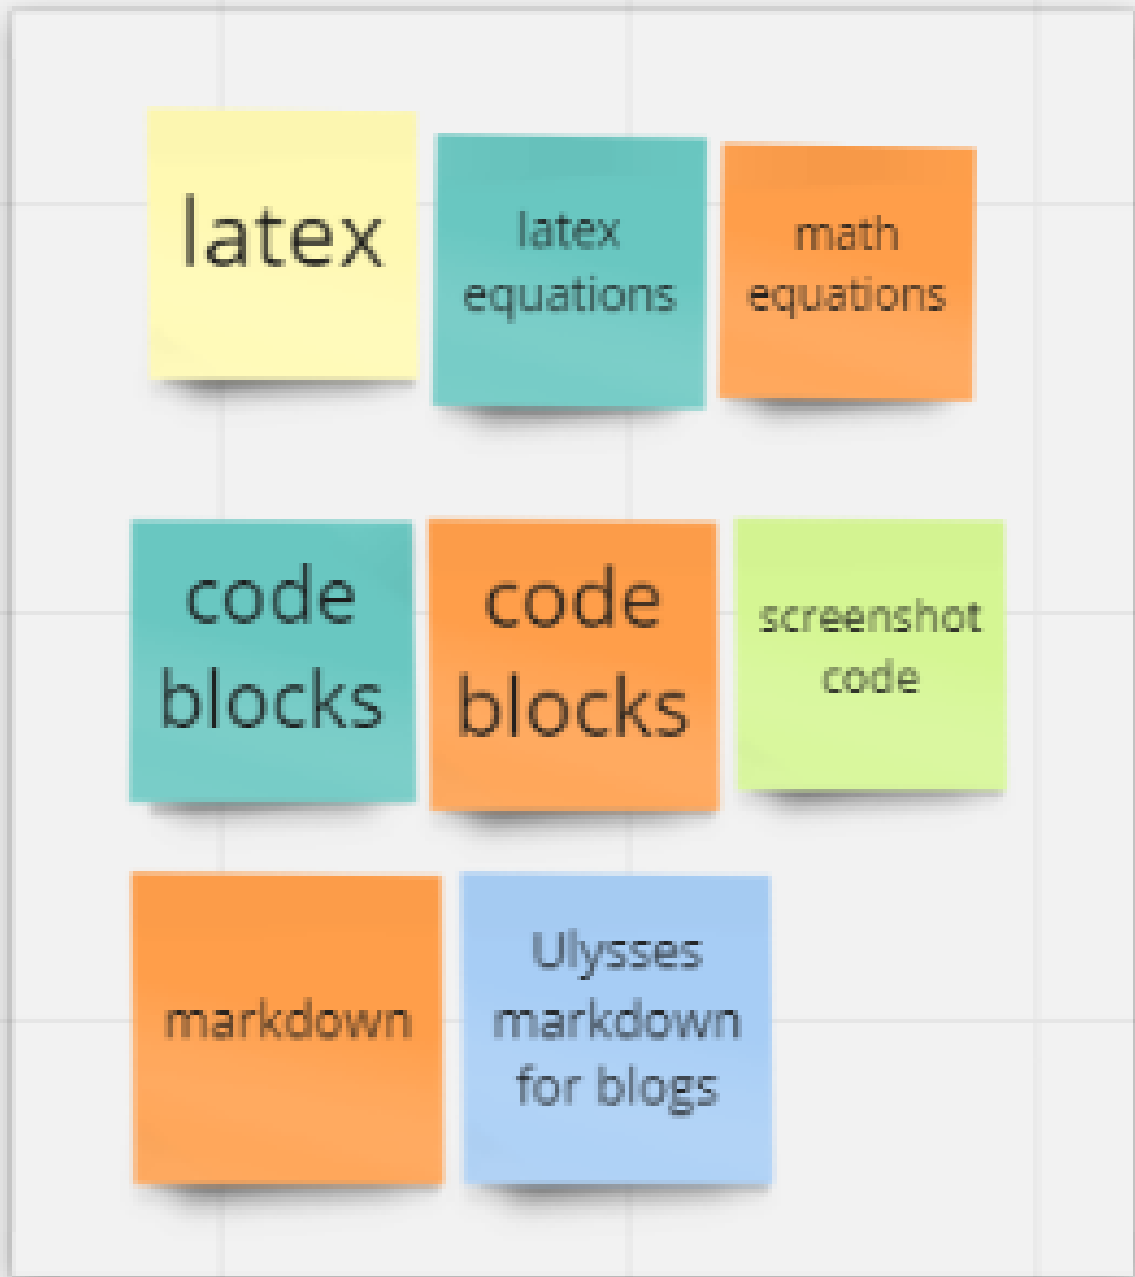 latex
latex
equations
math
equations
code
blocks
code
blocks
screenshot
code
markdown
Ulysses
markdown
for blogs